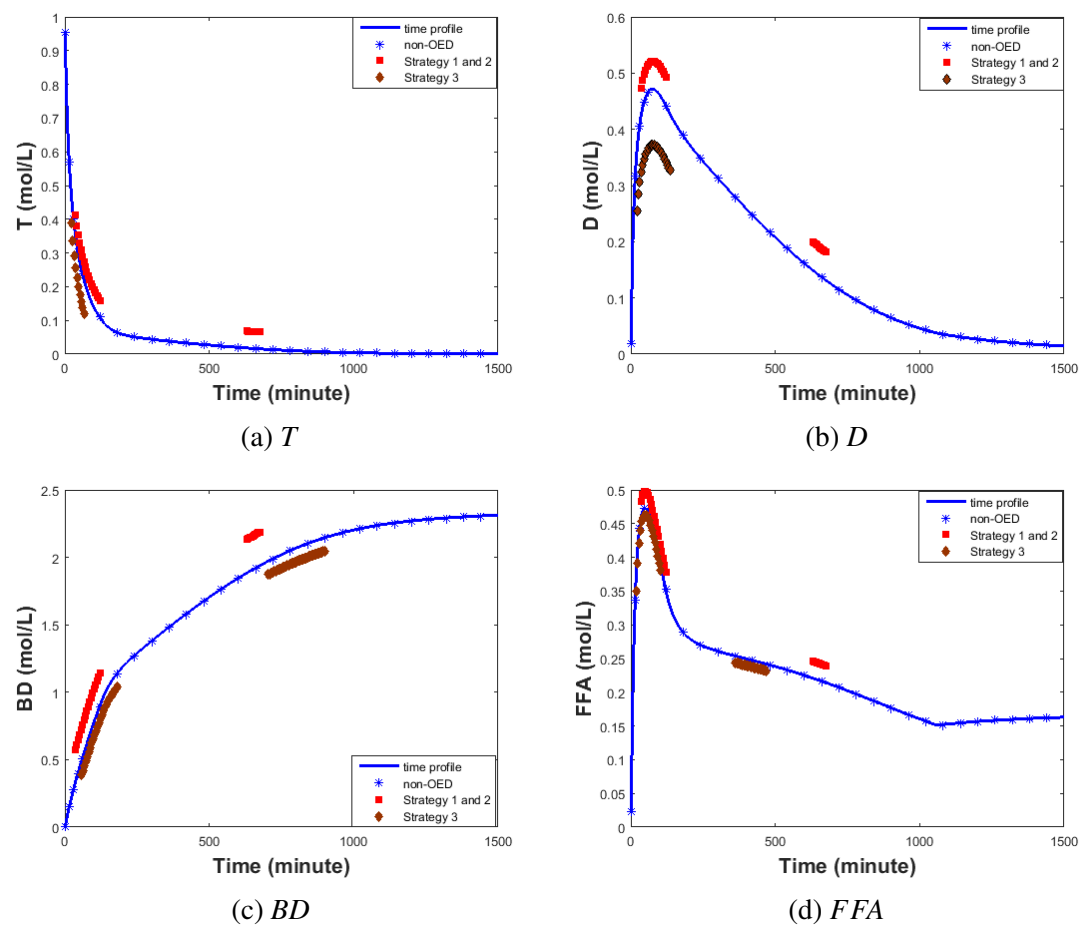 1
0.9
0.8
0.7
0.6
0.5
0.4
0.3
0.2
0.1
0
T (mol/L)
time profile
non-OED
Strategy 1 and 2
Strategy 3
0 500 1000 1500
Time (minute)
(a) T
0.6
0.5
0.4
0.3
0.2
0.1
0
D (mol/L)
time profile
non-OED
Strategy 1 and 2
Strategy 3
0 500 1000 1500
Time (minute)
(b) D
2.5
2
1.5
1
0.5
0
BD (mol/L)
time profile
non-OED
Strategy 1 and 2
Strategy 3
0 500 1000 1500
Time (minute)
(c) BD
0.5
0.45
0.4
0.35
0.3
0.25
0.2
0.15
0.1
0.05
0
FFA (mol/L)
time profile
non-OED
Strategy 1 and 2
Strategy 3
0 500 1000 1500
Time (minute)
(d) FFA